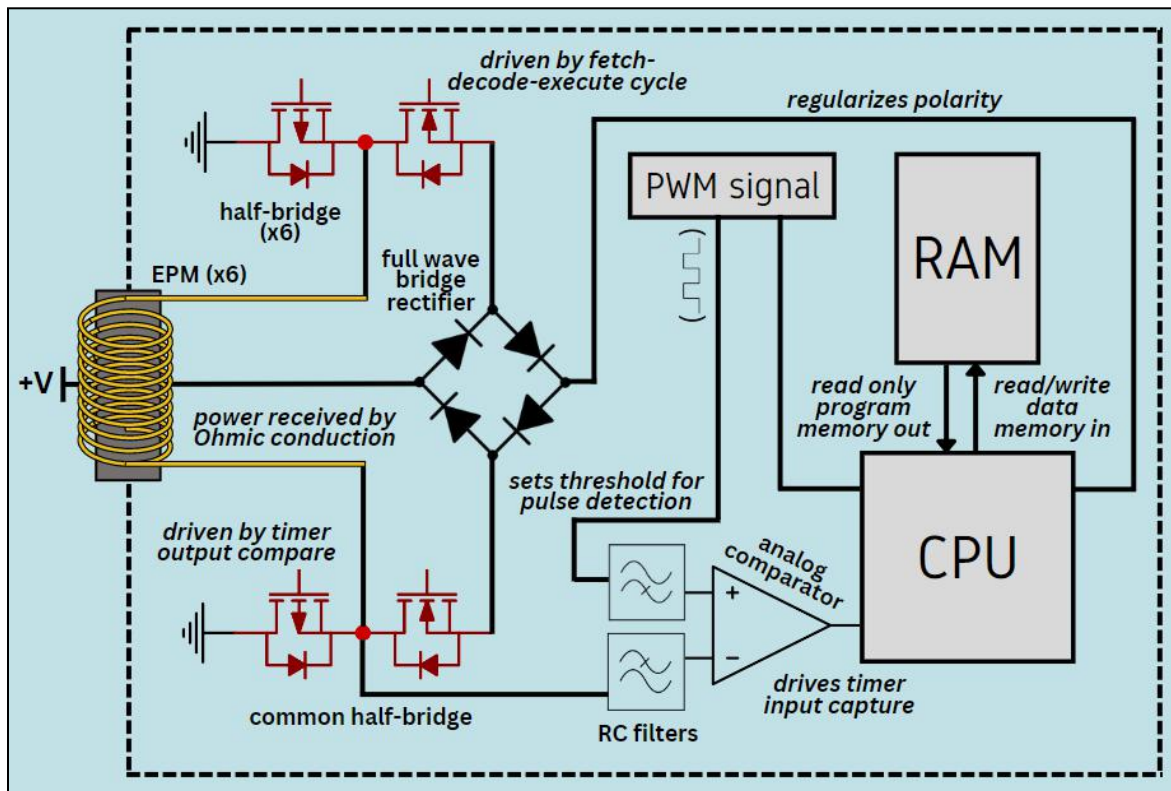 driven by fetch-
decode-execute cycle
regularizes polarity
PWM signal
RAM
half-bridge
(x6)
EPM (x6)
full wave
bridge
rectifier
+V
power received by
Ohmic conduction
read only
program
memory out
read/write
data
memory in
sets threshold for
pulse detection
driven by timer
output compare
analog
comparator
+
−
CPU
drives timer
input capture
common half-bridge
RC filters